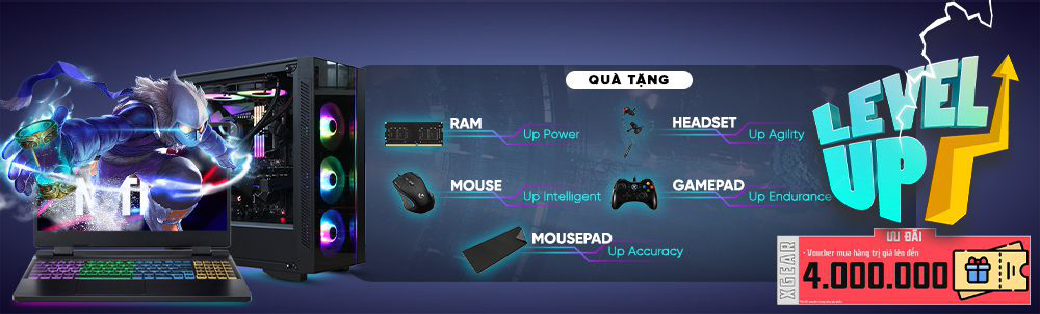 QUÀ TẶNG
RAM
Up Power
HEADSET
Up Agility
MOUSE
Up Intelligent
GAMEPAD
Up Endurance
MOUSEPAD
Up Accuracy
LEVEL
UP
XGEAR
ƯU ĐÃI
- Voucher mua hàng trị giá lên đến
4.000.000